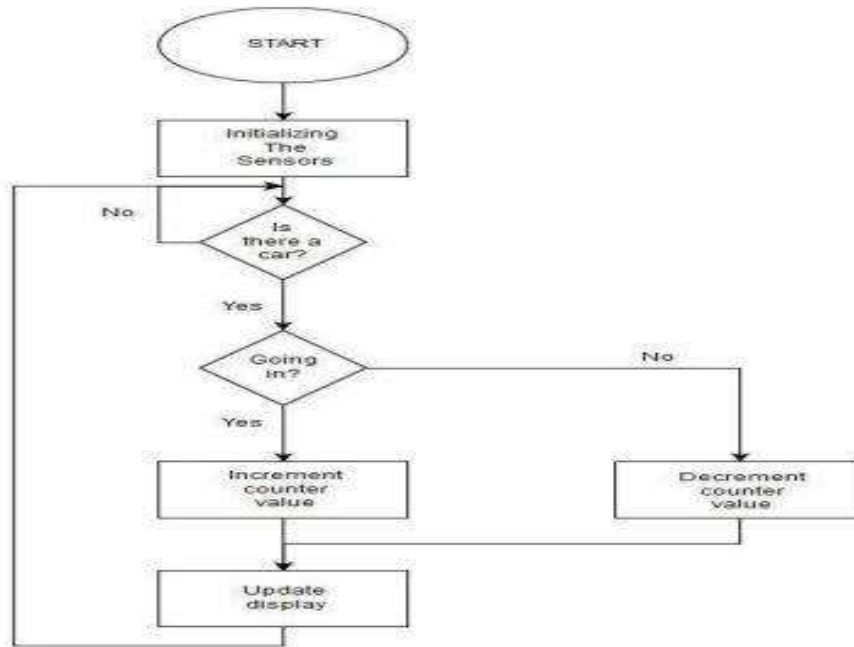 START
Initializing
The
Sensors
No
Is
there a
car?
Yes
Going
in?
No
Yes
Increment
counter
value
Decrement
counter
value
Update
display